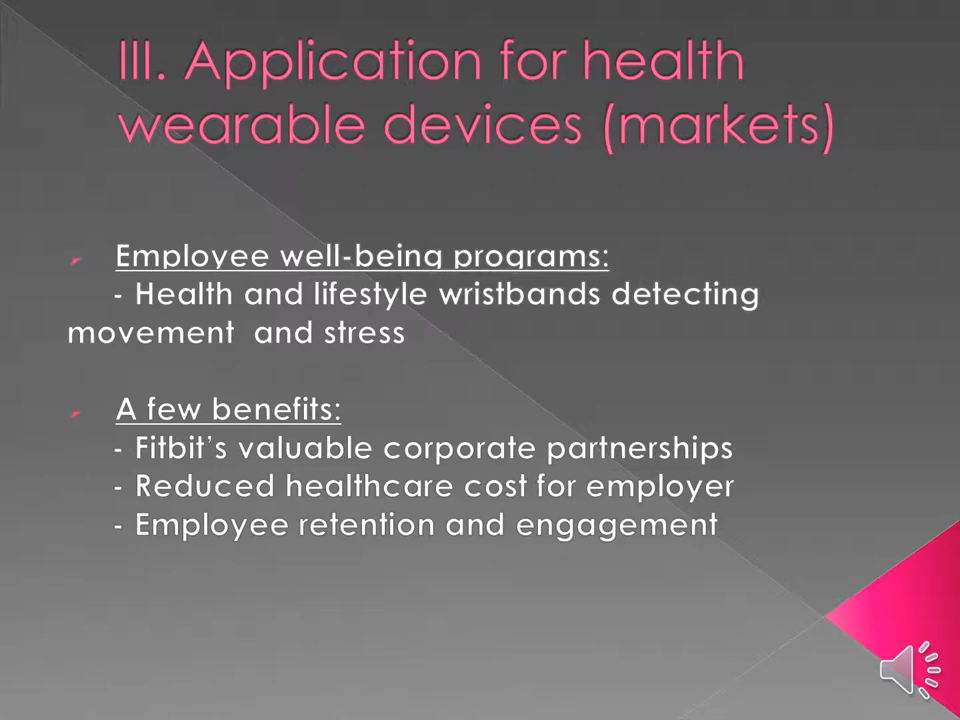 III. Application for health
wearable devices (markets)
Employee well-being programs:
- Health and lifestyle wristbands detecting
movement and stress
A few benefits:
- Fitbit’s valuable corporate partnerships
- Reduced healthcare cost for employer
- Employee retention and engagement